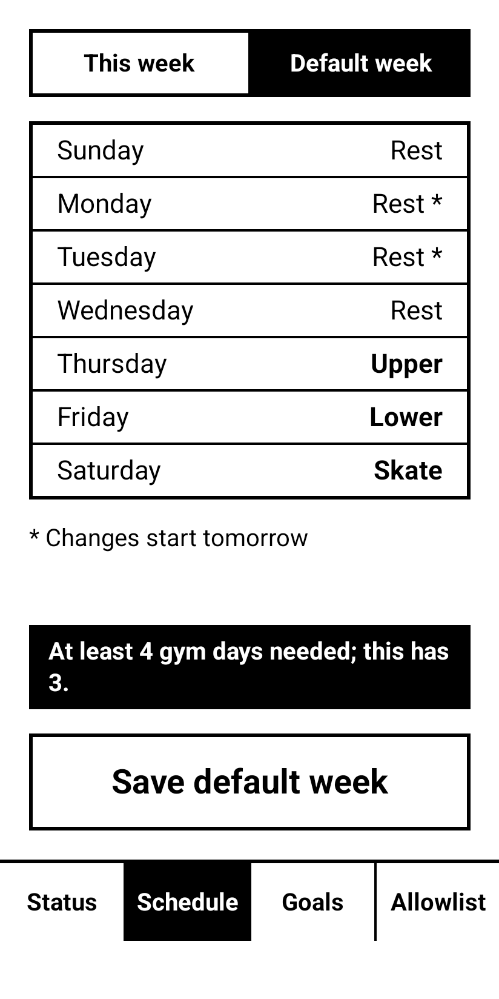 This week Default week
Sunday Rest
Monday Rest *
Tuesday Rest *
Wednesday Rest
Thursday Upper
Friday Lower
Saturday Skate
* Changes start tomorrow
At least 4 gym days needed; this has
3.
Save default week
Status Schedule Goals Allowlist